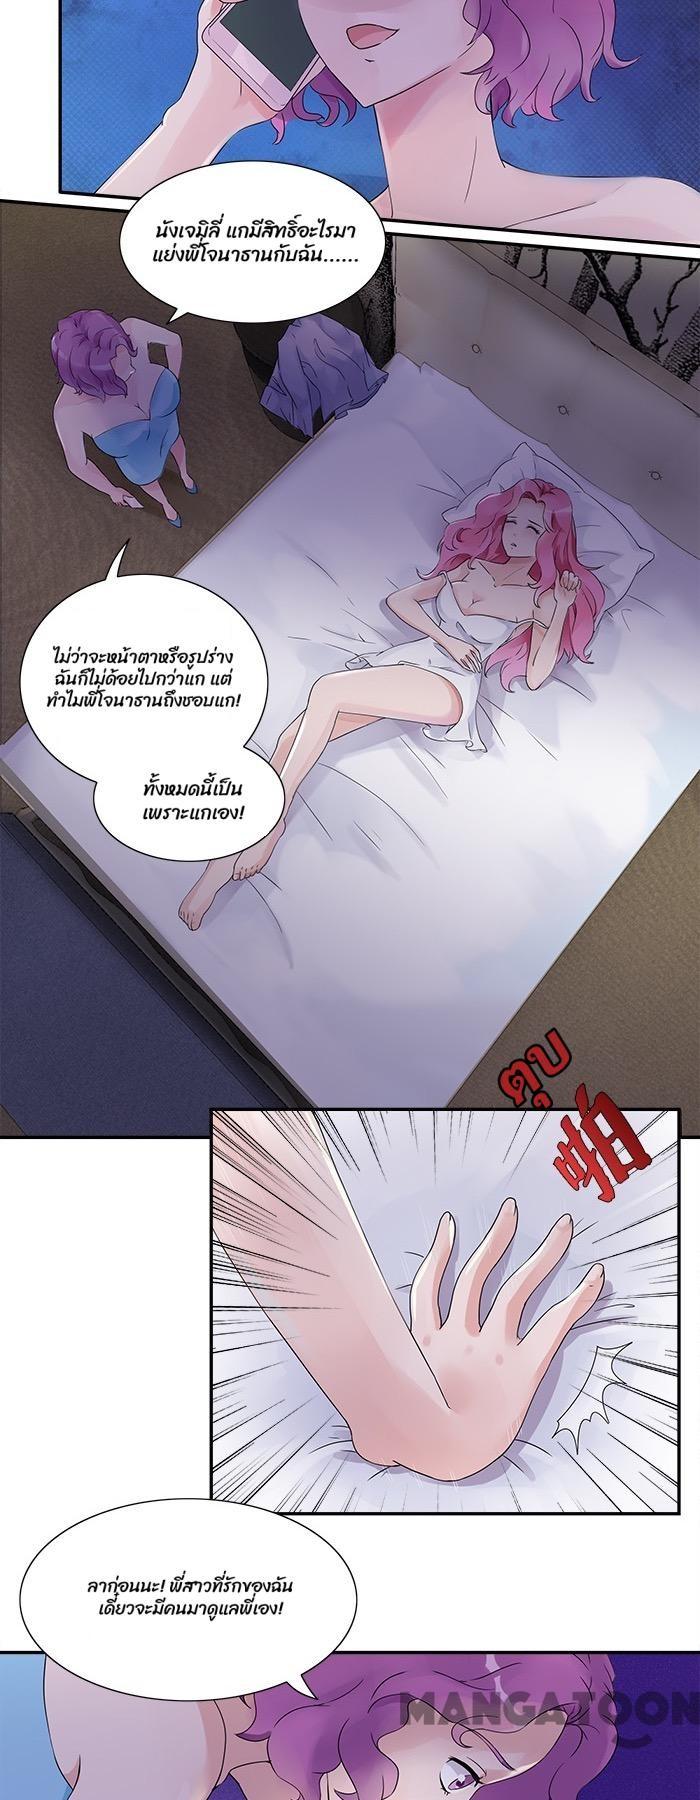 นังเจมิลี่ แกมีสิทธิ์อะไรมา
แย่งพี่โจนาธานกับฉัน......
ไม่ว่าจะหน้าตาหรือรูปร่าง
ฉันก็ไม่ด้อยไปกว่าแก แต่
ทำไมพี่โจนาธานถึงชอบแก!
ทั้งหมดนี้เป็น
เพราะแกเอง!
ตุบ
啪
ลาก่อนนะ! พี่สาวที่รักของฉัน
เดี๋ยวจะมีคนมาดูแลพี่เอง!
MANGATOON